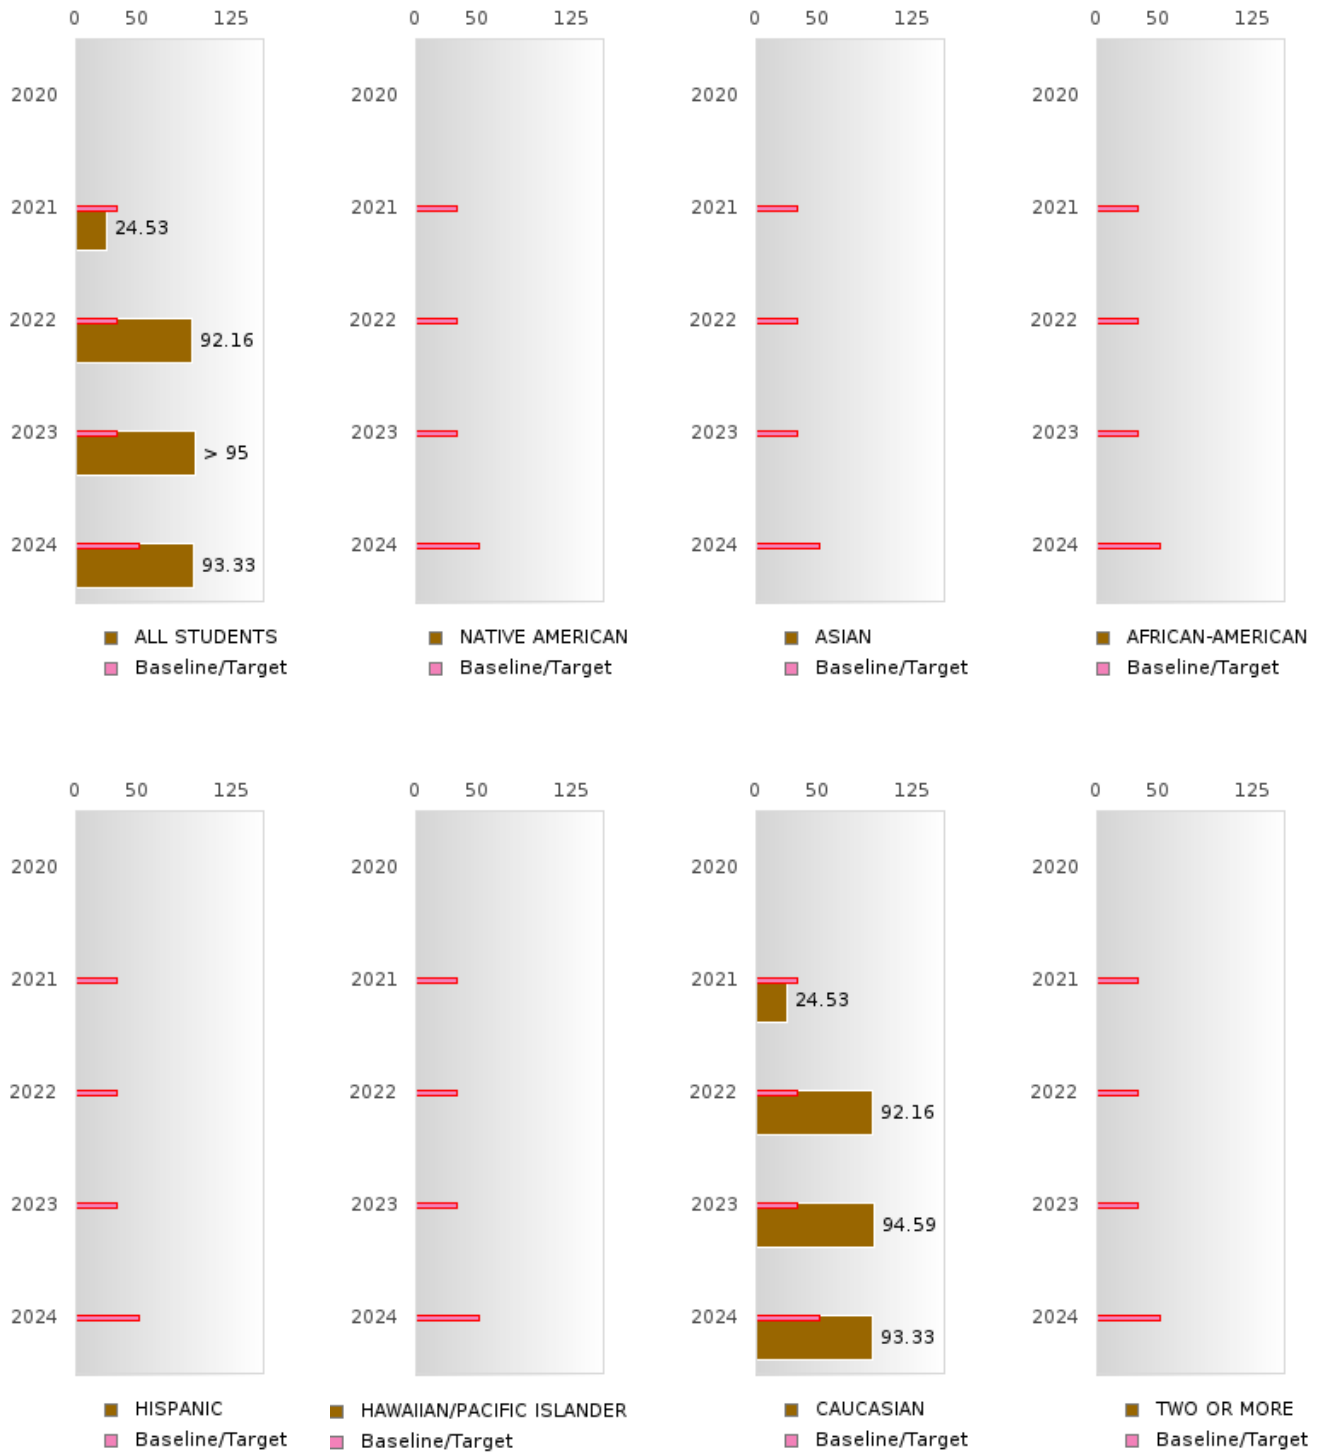 0 50 125 0 50 125 0 50 125 0 50 125
2020 2020 2020 2020
2021 24.53 2021 2021 2021
2022 92.16 2022 2022 2022
2023 > 95 2023 2023 2023
2024 93.33 2024 2024 2024
ALL STUDENTS NATIVE AMERICAN ASIAN AFRICAN-AMERICAN
Baseline/Target Baseline/Target Baseline/Target Baseline/Target
0 50 125 0 50 125 0 50 125 0 50 125
2020 2020 2020 2020
2021 2021 2021 24.53 2021
2022 2022 2022 92.16 2022
2023 2023 2023 94.59 2023
2024 2024 2024 93.33 2024
HISPANIC HAWAIIAN/PACIFIC ISLANDER CAUCASIAN TWO OR MORE
Baseline/Target Baseline/Target Baseline/Target Baseline/Target